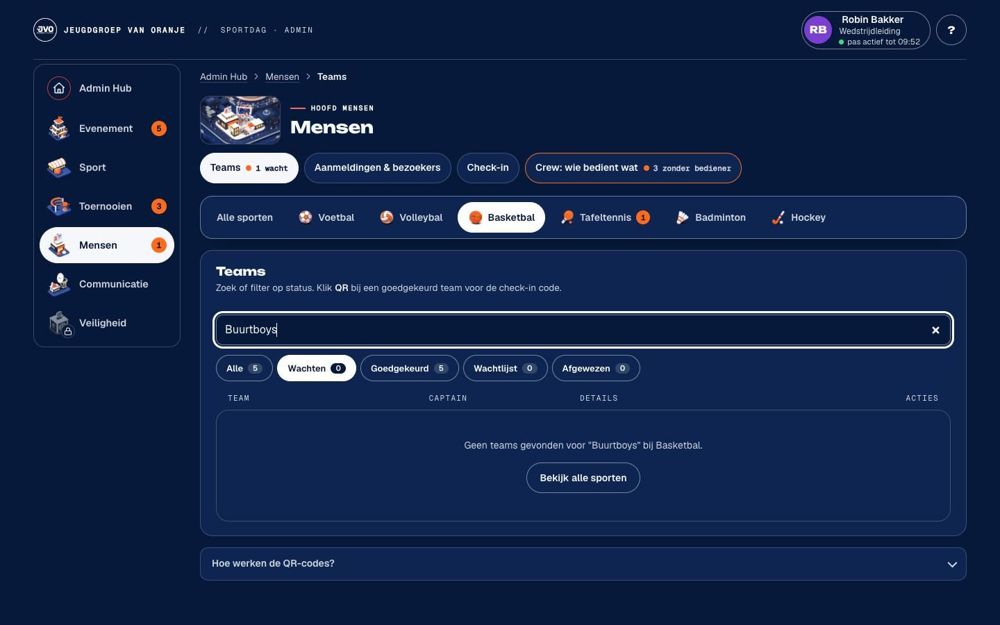 JVO JEUGDGROEP VAN ORANJE // SPORTDAG · ADMIN
RB
Robin Bakker
Wedstrijdleiding
pas actief tot 09:52
?
Admin Hub
Evenement 5
Sport
Toernooien 3
Mensen 1
Communicatie
Veiligheid
Admin Hub > Mensen > Teams
HOOFD MENSEN
Mensen
Teams 1 wacht
Aanmeldingen & bezoekers
Check-in
Crew: wie bedient wat 3 zonder bediener
Alle sporten
Voetbal
Volleybal
Basketbal
Tafeltennis 1
Badminton
Hockey
Teams
Zoek of filter op status. Klik QR bij een goedgekeurd team voor de check-in code.
Buurtboys
Alle 5
Wachten 0
Goedgekeurd 5
Wachtlijst 0
Afgewezen 0
TEAM CAPTAIN DETAILS ACTIES
Geen teams gevonden voor "Buurtboys" bij Basketbal.
Bekijk alle sporten
Hoe werken de QR-codes?